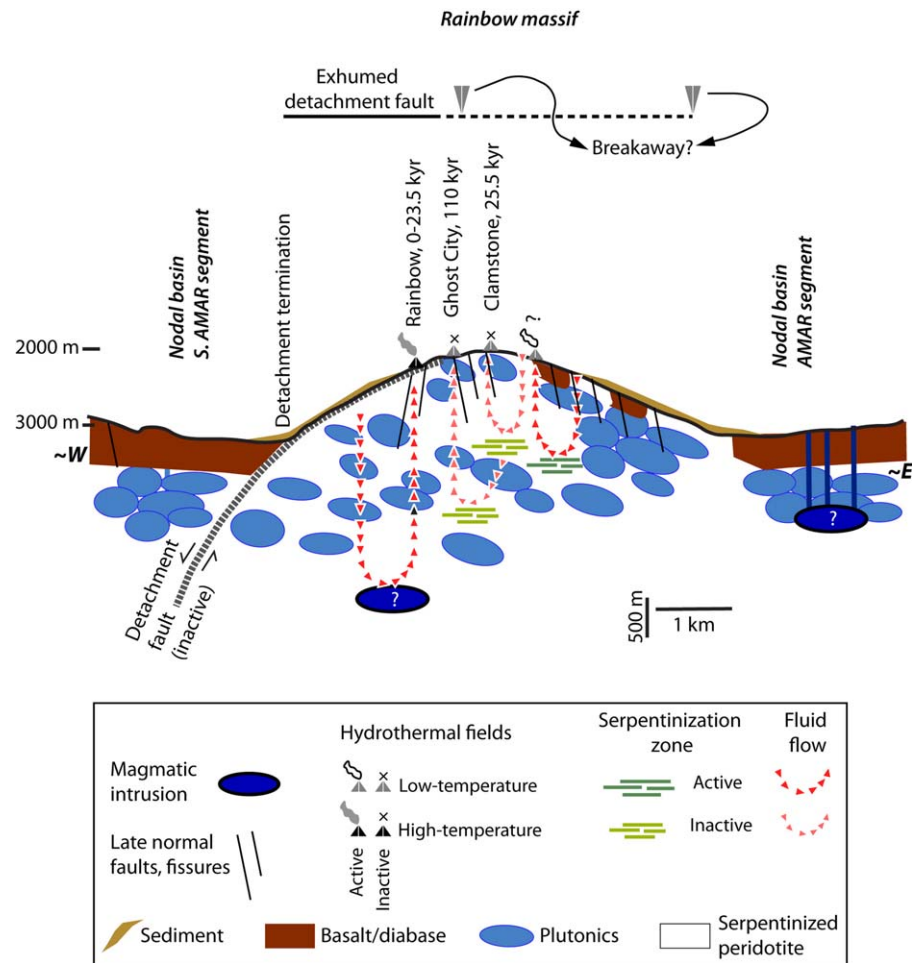 Rainbow massif
Exhumed
detachment fault
Breakaway?
Nodal basin
S. AMAR segment
Detachment termination
Rainbow, 0-23.5 kyr
Ghost City, 110 kyr
Clamstone, 25.5 kyr
?
Nodal basin
AMAR segment
2000 m
3000 m
~W
~E
?
?
Detachment
fault
(inactive)
500 m
1 km
Magmatic
intrusion
Late normal
faults, fissures
Hydrothermal fields
Low-temperature
High-temperature
Active
Inactive
Serpentinization
zone
Active
Inactive
Fluid
flow
Sediment
Basalt/diabase
Plutonics
Serpentinized
peridotite